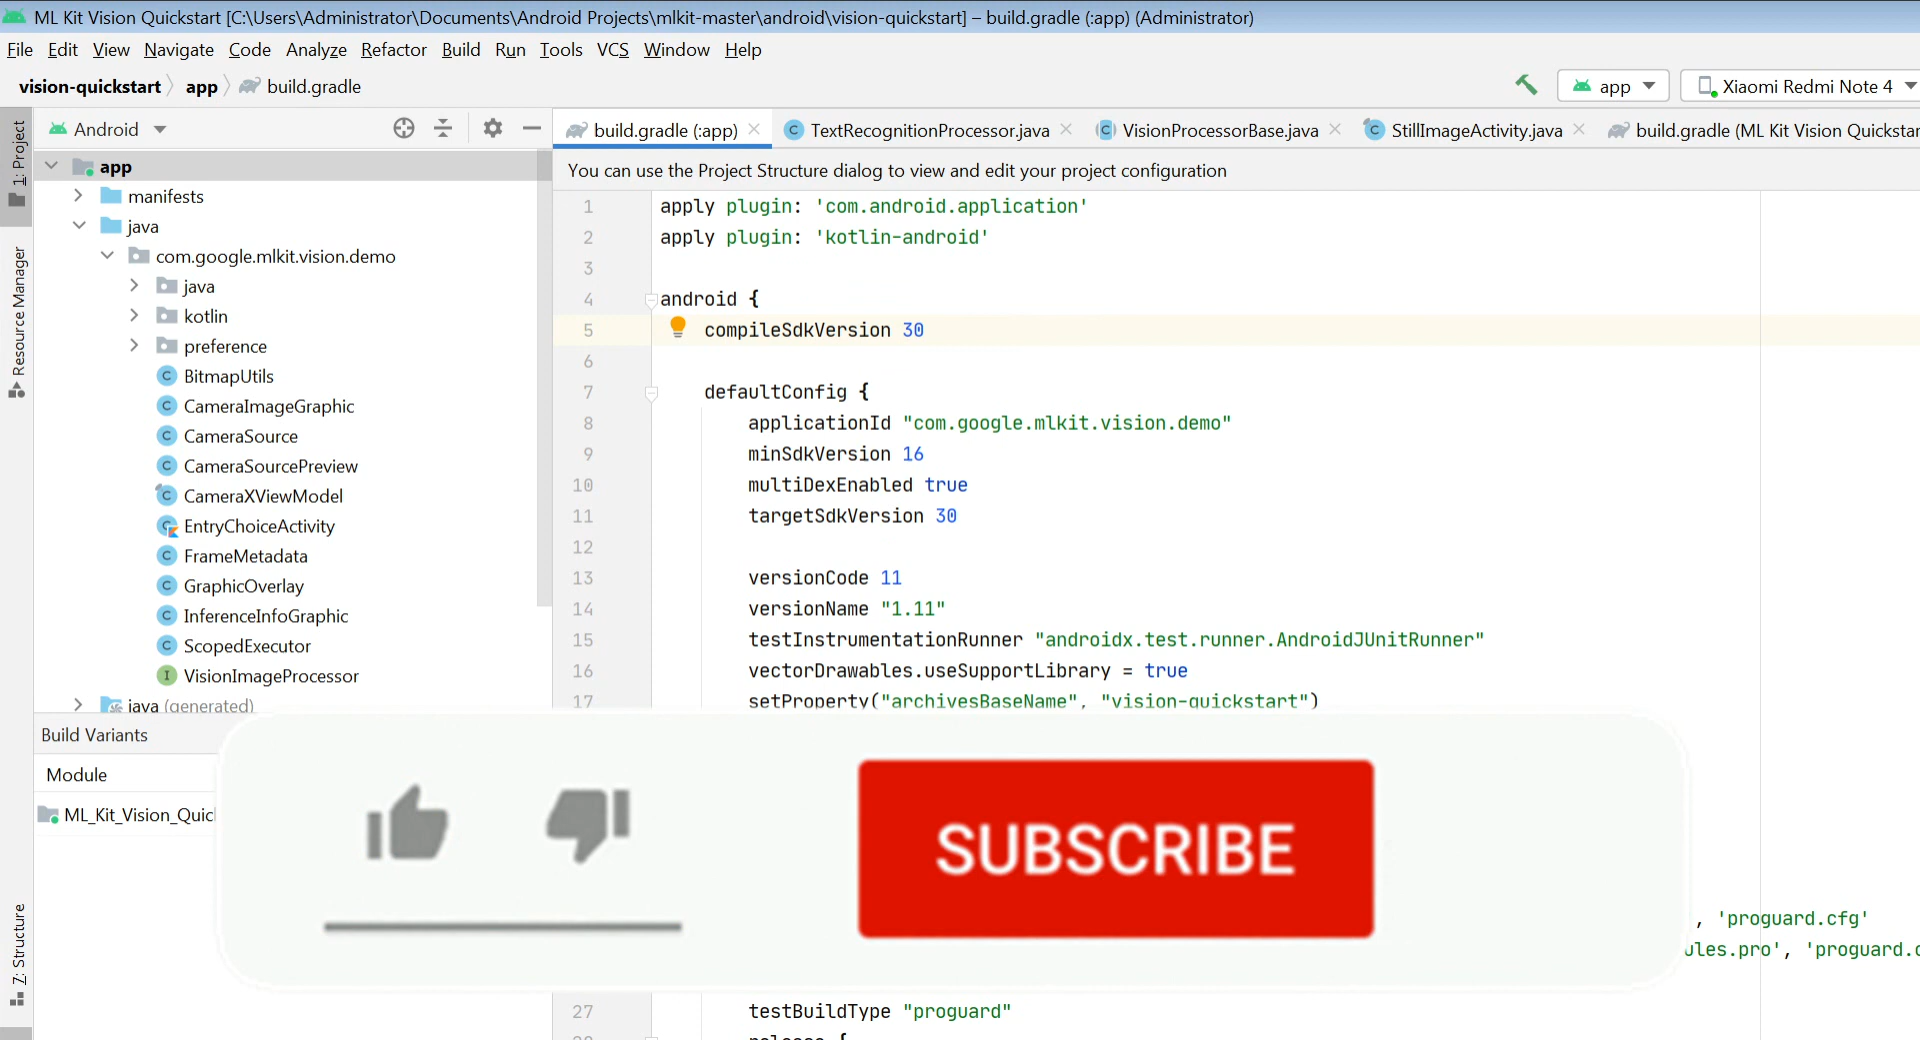 ML Kit Vision Quickstart [C:\Users\Administrator\Documents\Android Projects\mlkit-master\android\vision-quickstart] – build.gradle (:app) (Administrator)
File Edit View Navigate Code Analyze Refactor Build Run Tools VCS Window Help
vision-quickstart app build.gradle
app
Xiaomi Redmi Note 4
1: Project
Resource Manager
Z: Structure
Android
app
manifests
java
com.google.mlkit.vision.demo
java
kotlin
preference
BitmapUtils
CameraImageGraphic
CameraSource
CameraSourcePreview
CameraXViewModel
EntryChoiceActivity
FrameMetadata
GraphicOverlay
InferenceInfoGraphic
ScopedExecutor
VisionImageProcessor
java (generated)
Build Variants
Module
ML_Kit_Vision_Quic
build.gradle (:app) TextRecognitionProcessor.java VisionProcessorBase.java StillImageActivity.java build.gradle (ML Kit Vision Quickstar
You can use the Project Structure dialog to view and edit your project configuration
1 apply plugin: 'com.android.application'
2 apply plugin: 'kotlin-android'
3
4 android {
5 compileSdkVersion 30
6
7 defaultConfig {
8 applicationId "com.google.mlkit.vision.demo"
9 minSdkVersion 16
10 multiDexEnabled true
11 targetSdkVersion 30
12
13 versionCode 11
14 versionName "1.11"
15 testInstrumentationRunner "androidx.test.runner.AndroidJUnitRunner"
16 vectorDrawables.useSupportLibrary = true
17 setProperty("archivesBaseName", "vision-quickstart")
SUBSCRIBE
, 'proguard.cfg'
ules.pro', 'proguard.c
27 testBuildType "proguard"
release {